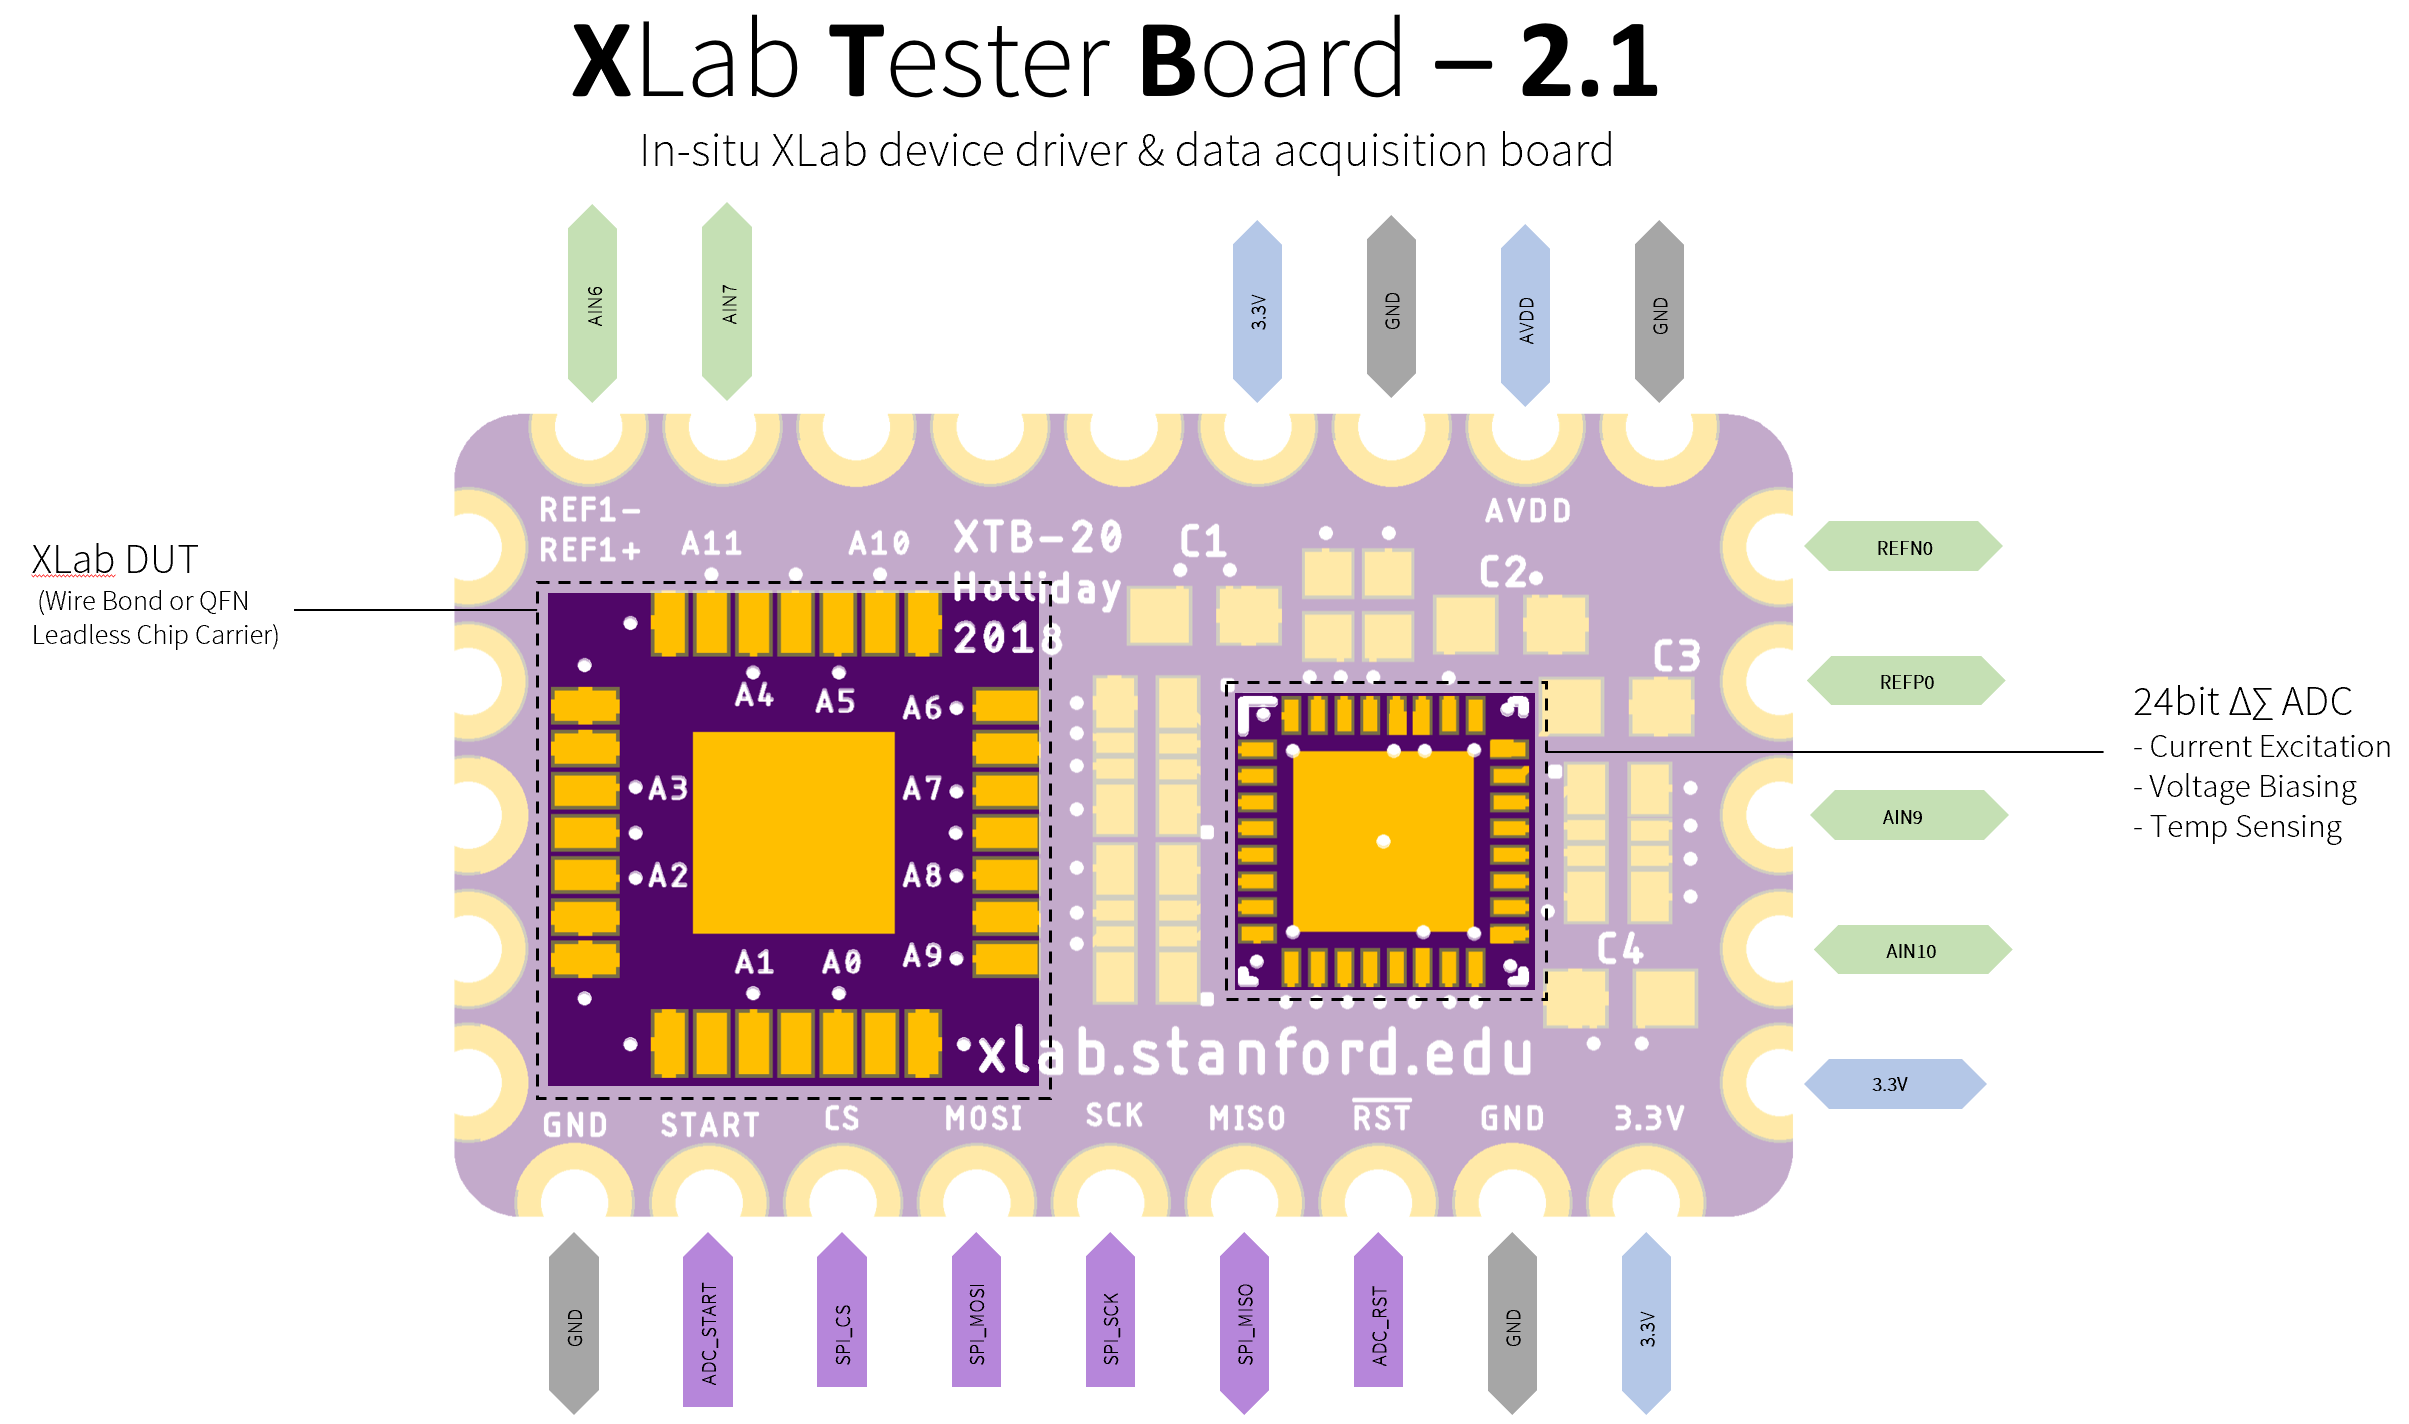 XLab Tester Board – 2.1
In-situ XLab device driver & data acquisition board
AIN6
AIN7
3.3V
GND
AVDD
GND
REF1-
REF1+
A11
A10
XTB-20
Holliday
2018
C1
AVDD
C2
C3
XLab DUT
(Wire Bond or QFN
Leadless Chip Carrier)
A4
A5
A6
A3
A7
A2
A8
A1
A0
A9
C4
REFN0
REFP0
AIN9
AIN10
3.3V
24bit Δ∑ ADC
- Current Excitation
- Voltage Biasing
- Temp Sensing
xlab.stanford.edu
GND
START
CS
MOSI
SCK
MISO
RST
GND
3.3V
GND
ADC_START
SPI_CS
SPI_MOSI
SPI_SCK
SPI_MISO
ADC_RST
GND
3.3V